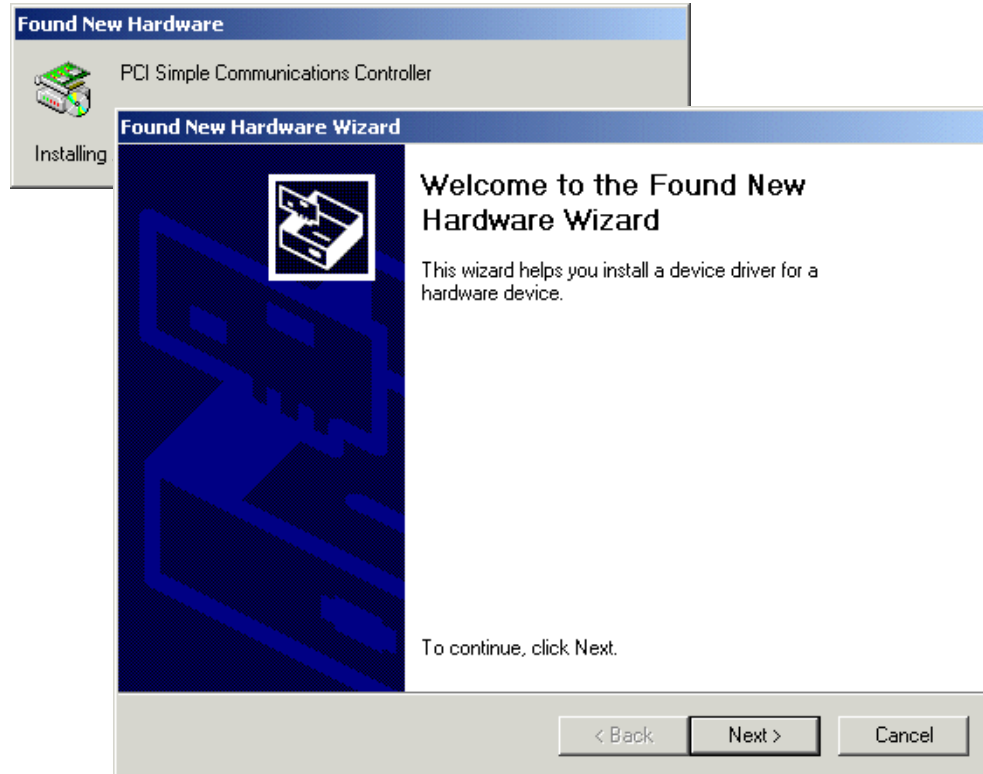 Found New Hardware
PCI Simple Communications Controller
Installing
Found New Hardware Wizard
Welcome to the Found New
Hardware Wizard
This wizard helps you install a device driver for a
hardware device.
To continue, click Next.
< Back
Next >
Cancel